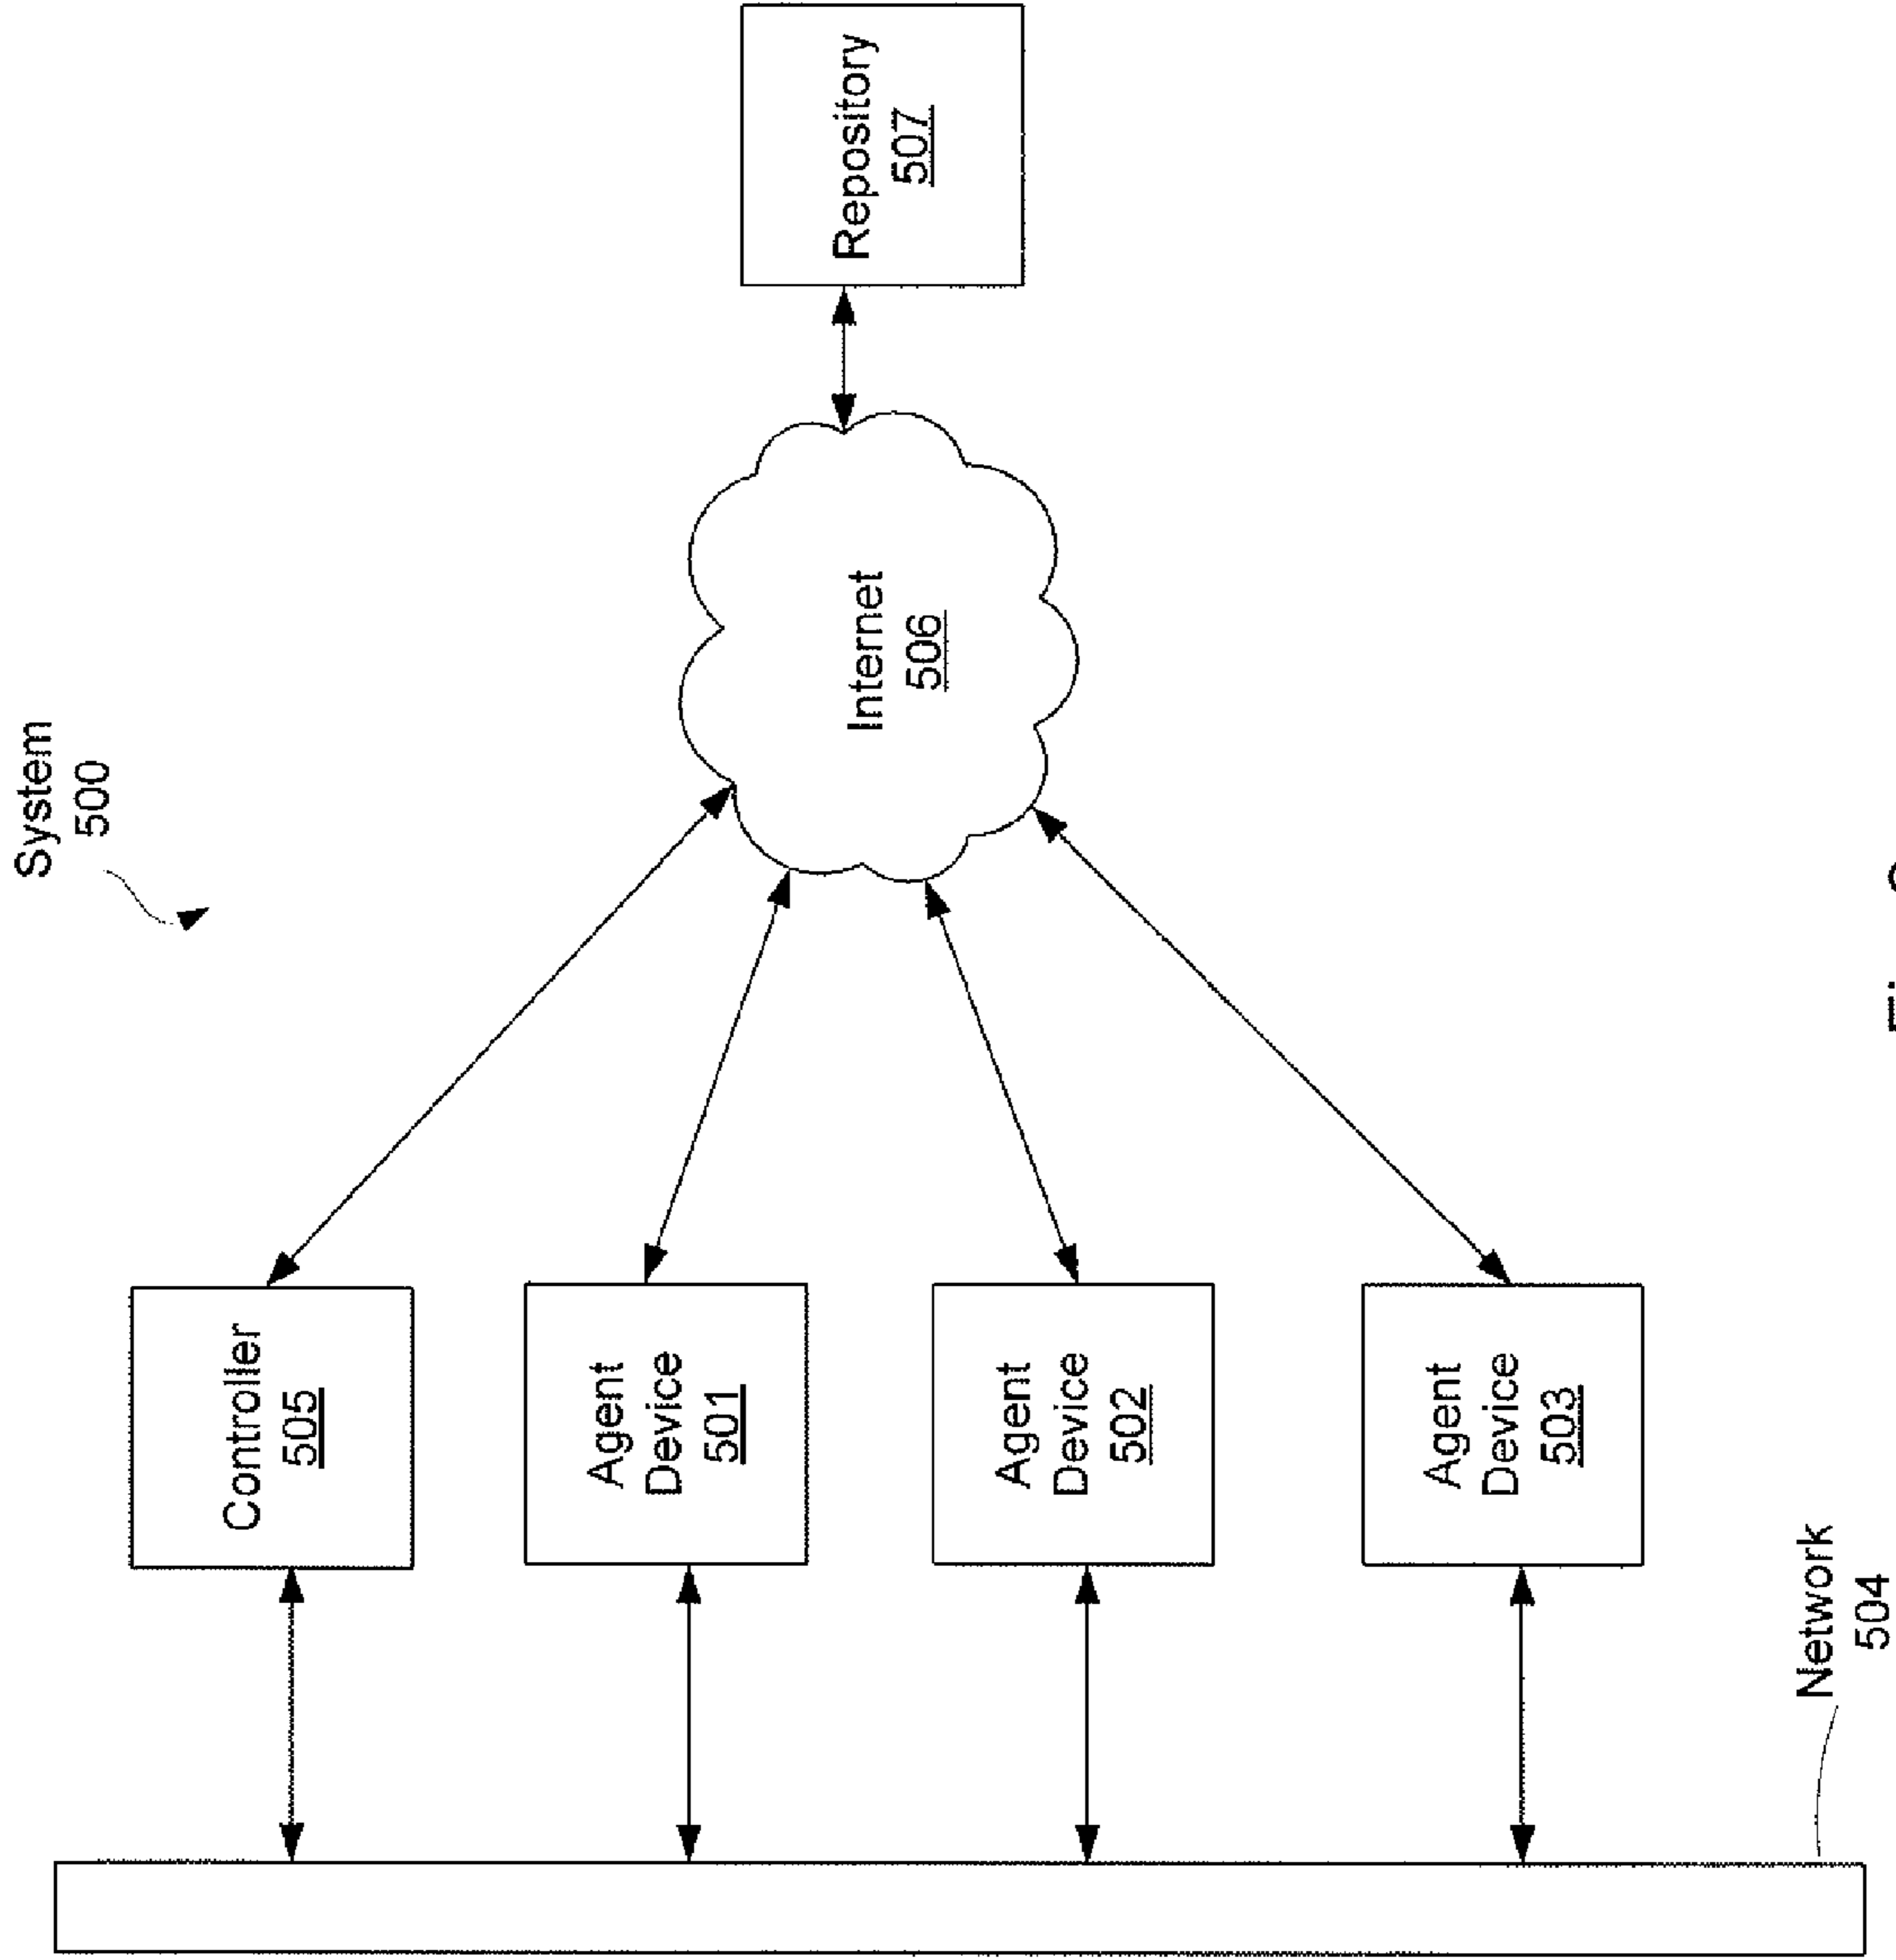 System
500
Repository
507
Internet
506
Controller
505
Agent
Device
501
Agent
Device
502
Agent
Device
503
Network
504